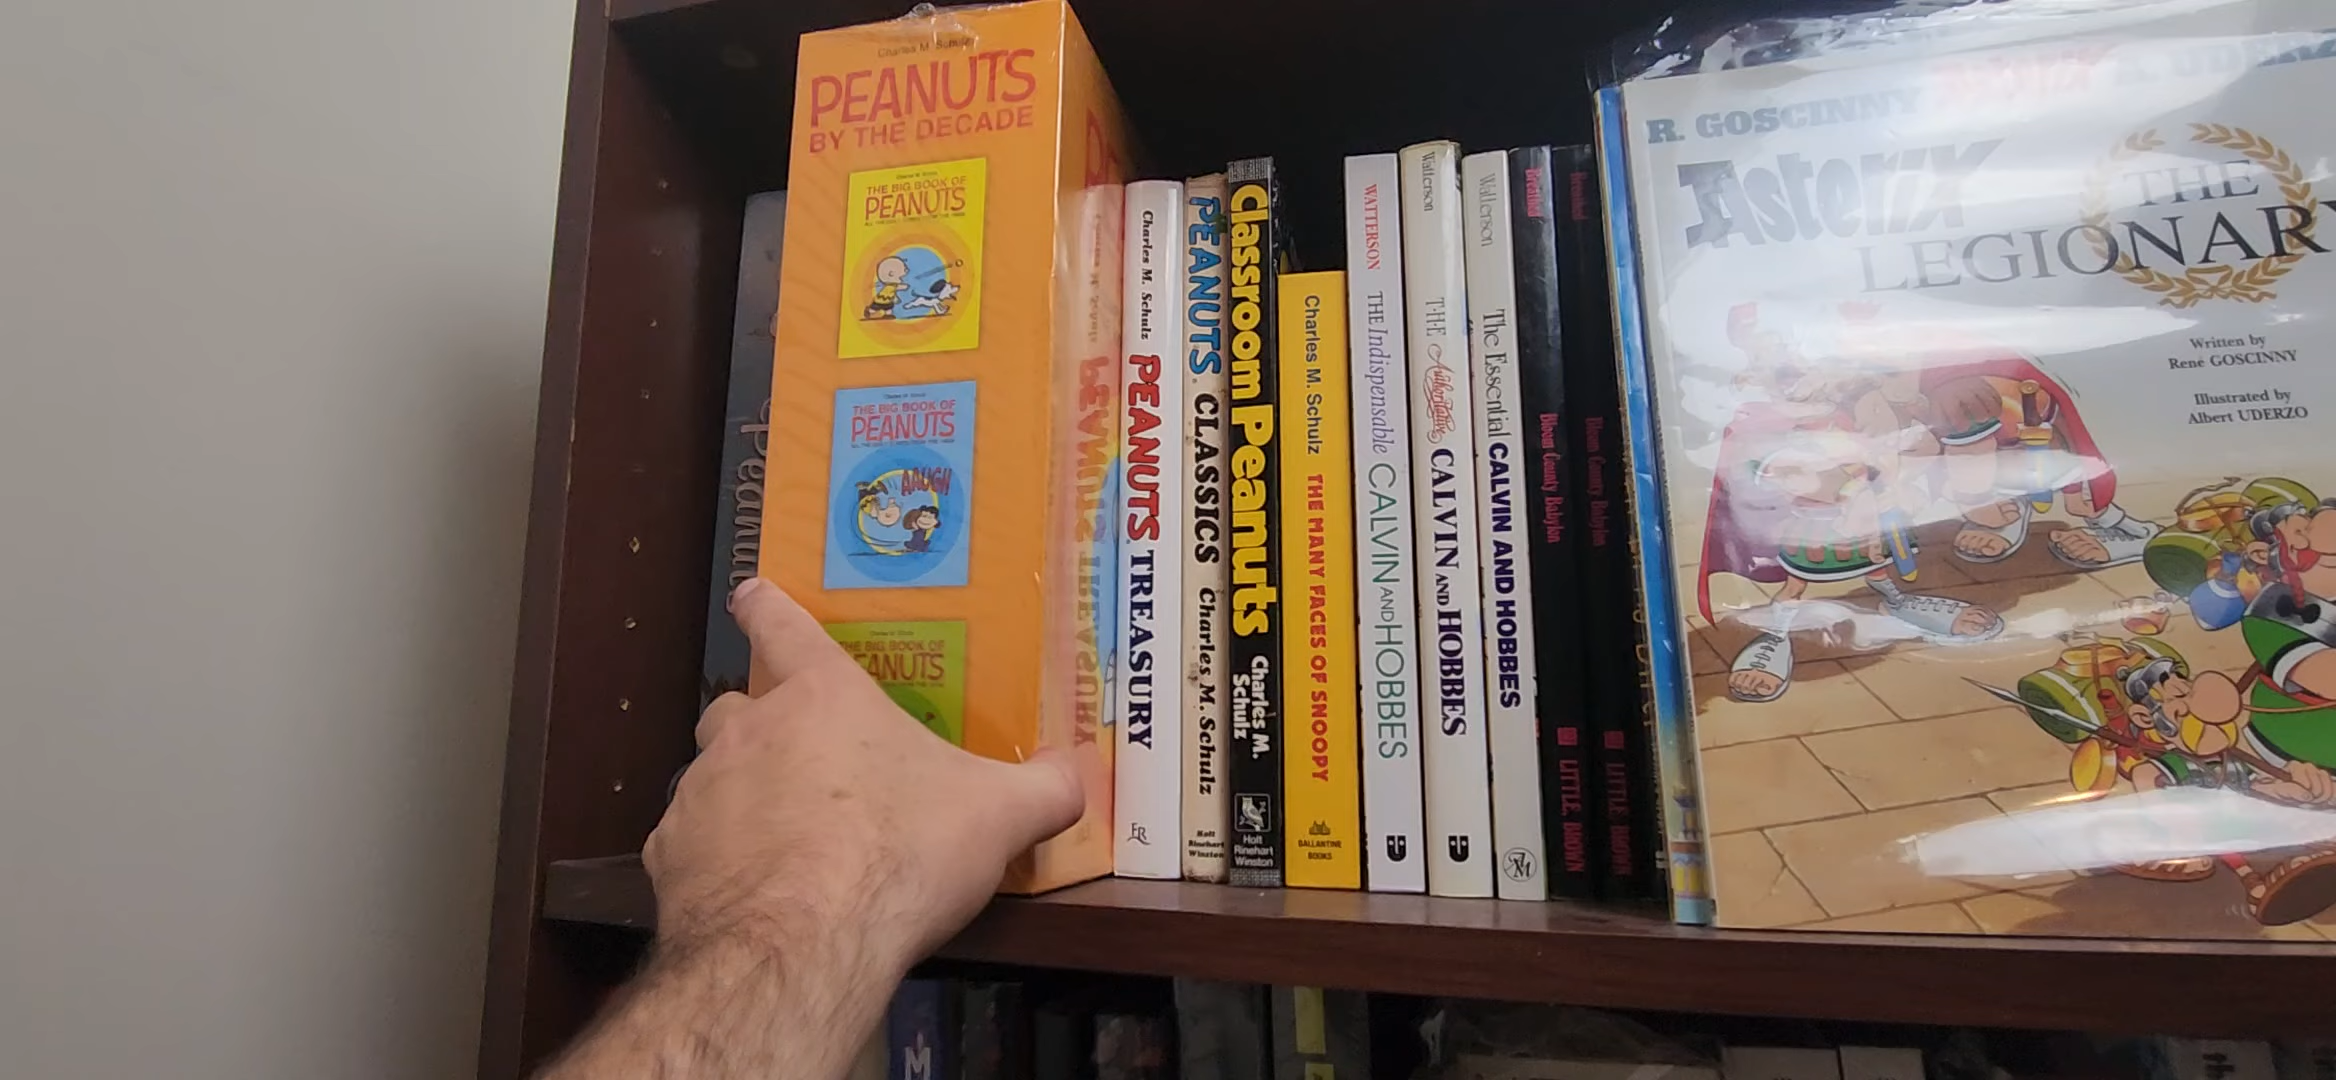 Peanuts
Charles M. Schulz
PEANUTS
BY THE DECADE
THE BIG BOOK OF
PEANUTS
THE BIG BOOK OF
PEANUTS
AAUGH
THE BIG BOOK OF
PEANUTS
Charles M. Schulz PEANUTS TREASURY
PEANUTS CLASSICS Charles M. Schulz Holt Rinehart Winston
Classroom Peanuts Charles M. Schulz Holt Rinehart Winston
Charles M. Schulz THE MANY FACES OF SNOOPY BALLANTINE BOOKS
WATTERSON THE Indispensable CALVIN AND HOBBES
Watterson THE Authoritative CALVIN AND HOBBES
Watterson The Essential CALVIN AND HOBBES
Breathed Bloom County Babylon LITTLE, BROWN
Breathed Bloom County Babylon LITTLE, BROWN
R. GOSCINNY
Asterix
THE
LEGIONARY
Written by
René GOSCINNY
Illustrated by
Albert UDERZO
M